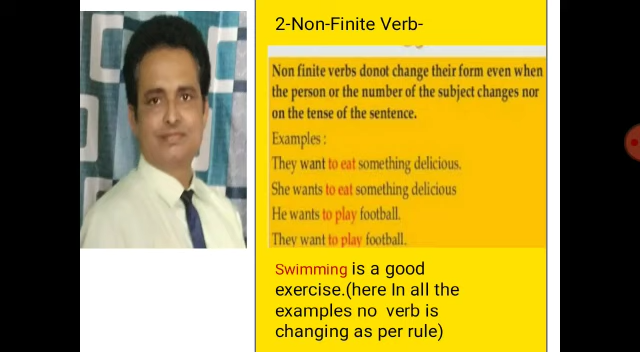 2-Non-Finite Verb-
Non finite verbs donot change their form even when
the person or the number of the subject changes nor
on the tense of the sentence.
Examples :
They want to eat something delicious.
She wants to eat something delicious
He wants to play football.
They want to play football.
Swimming is a good
exercise.(here In all the
examples no verb is
changing as per rule)